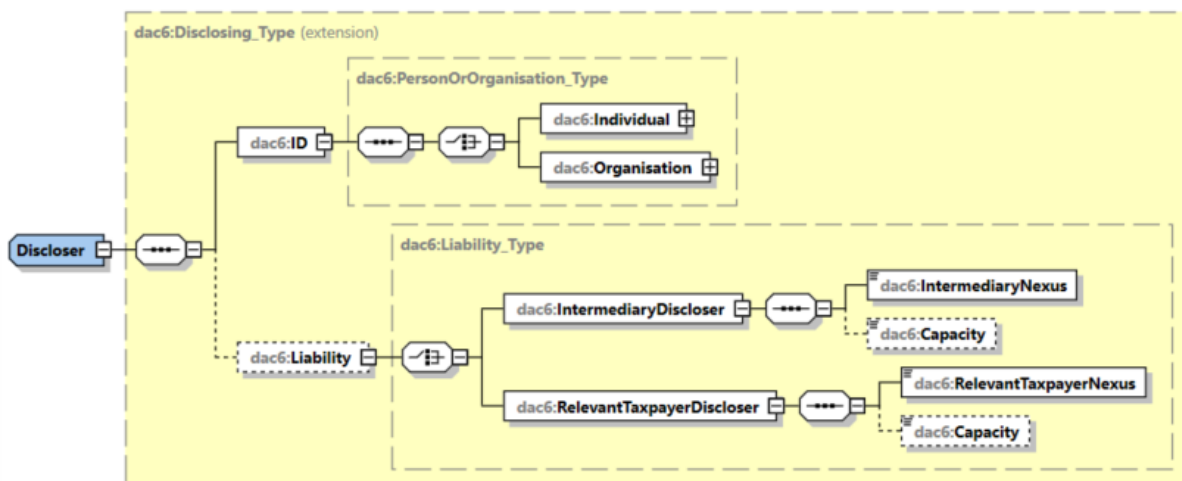 dac6:Disclosing_Type (extension)
dac6:PersonOrOrganisation_Type
dac6:Individual
dac6:ID
dac6:Organisation
Discloser
dac6:Liability_Type
dac6:IntermediaryNexus
dac6:IntermediaryDiscloser
dac6:Capacity
dac6:Liability
dac6:RelevantTaxpayerNexus
dac6:RelevantTaxpayerDiscloser
dac6:Capacity